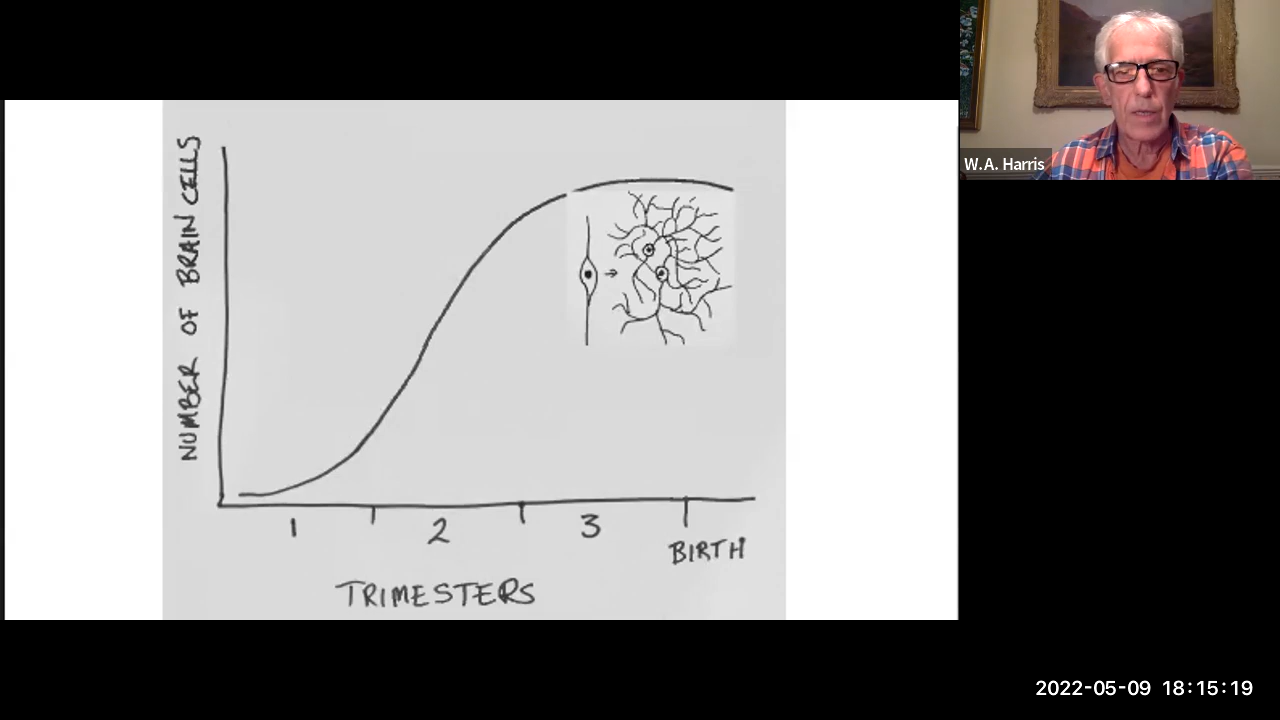 NUMBER OF BRAIN CELLS
1 2 3
BIRTH
TRIMESTERS
W.A. Harris
2022-05-09 18:15:19